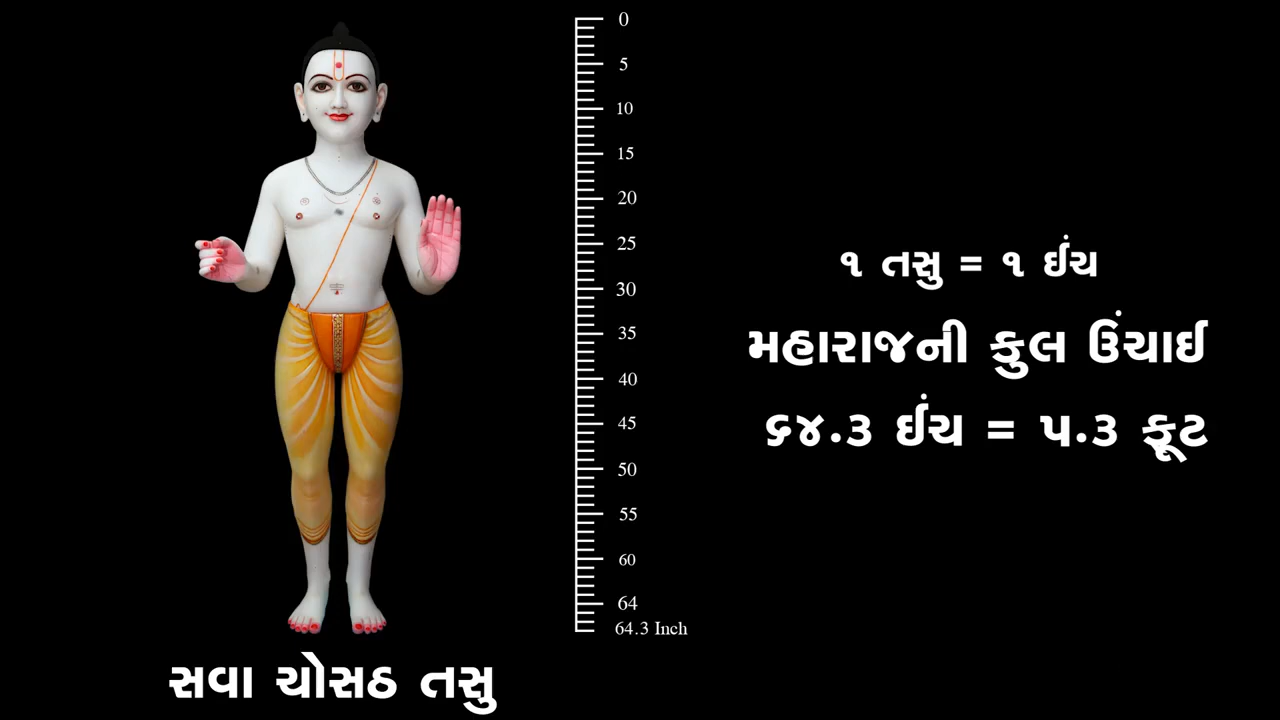 0
5
10
15
20
25
30
35
40
45
50
55
60
64
64.3 Inch
૧ તસુ = ૧ ઈંચ
મહારાજની કુલ ઉંચાઈ
૬૪.૩ ઈંચ = ૫.૩ ફૂટ
સવા ચોસઠ તસુ